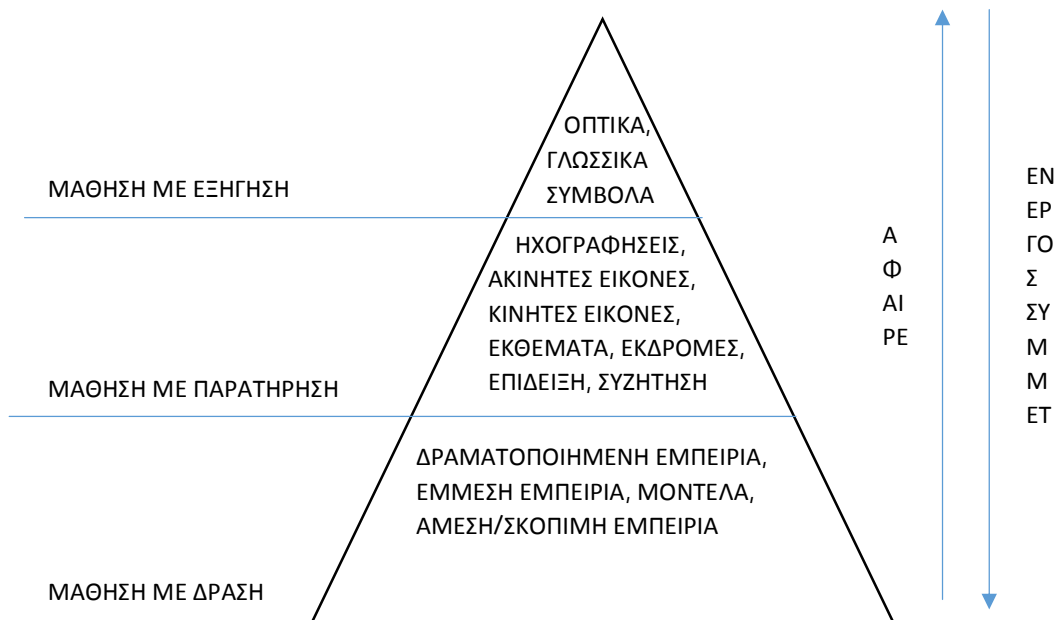 ΟΠΤΙΚΑ,
ΓΛΩΣΣΙΚΑ
ΣΥΜΒΟΛΑ
ΜΑΘΗΣΗ ΜΕ ΕΞΗΓΗΣΗ
ΗΧΟΓΡΑΦΗΣΕΙΣ,
ΑΚΙΝΗΤΕΣ ΕΙΚΟΝΕΣ,
ΚΙΝΗΤΕΣ ΕΙΚΟΝΕΣ,
ΕΚΘΕΜΑΤΑ, ΕΚΔΡΟΜΕΣ,
ΕΠΙΔΕΙΞΗ, ΣΥΖΗΤΗΣΗ
ΜΑΘΗΣΗ ΜΕ ΠΑΡΑΤΗΡΗΣΗ
ΔΡΑΜΑΤΟΠΟΙΗΜΕΝΗ ΕΜΠΕΙΡΙΑ,
ΕΜΜΕΣΗ ΕΜΠΕΙΡΙΑ, ΜΟΝΤΕΛΑ,
ΑΜΕΣΗ/ΣΚΟΠΙΜΗ ΕΜΠΕΙΡΙΑ
ΜΑΘΗΣΗ ΜΕ ΔΡΑΣΗ
Α
Φ
ΑΙ
ΡΕ
ΕΝ
ΕΡ
ΓΟ
Σ
ΣΥ
Μ
Μ
ΕΤ